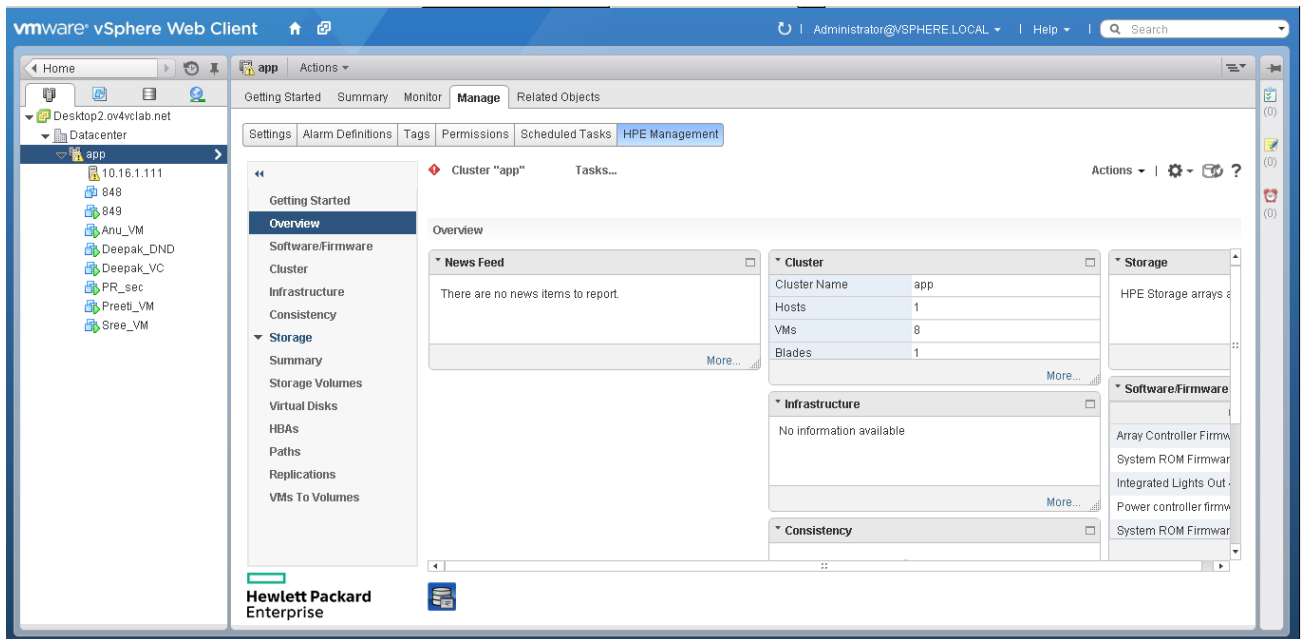 vmware® vSphere Web Client
Administrator@VSPHERE.LOCAL
Help
Search
Home
app
Actions
Getting Started Summary Monitor Manage Related Objects
Desktop2.ov4vclab.net
Datacenter
app
10.16.1.111
848
849
Anu_VM
Deepak_DND
Deepak_VC
PR_sec
Preeti_VM
Sree_VM
Settings Alarm Definitions Tags Permissions Scheduled Tasks HPE Management
Cluster "app" Tasks...
Actions
?
Getting Started
Overview
Software/Firmware
Cluster
Infrastructure
Consistency
Storage
Summary
Storage Volumes
Virtual Disks
HBAs
Paths
Replications
VMs To Volumes
Hewlett Packard
Enterprise
Overview
News Feed
There are no news items to report.
More...
Cluster
Cluster Name app
Hosts 1
VMs 8
Blades 1
More...
Infrastructure
No information available
More...
Consistency
Storage
HPE Storage arrays
Software/Firmware
Array Controller Firmw
System ROM Firmwar
Integrated Lights Out
Power controller firmw
System ROM Firmwar
(0)
(0)
(0)